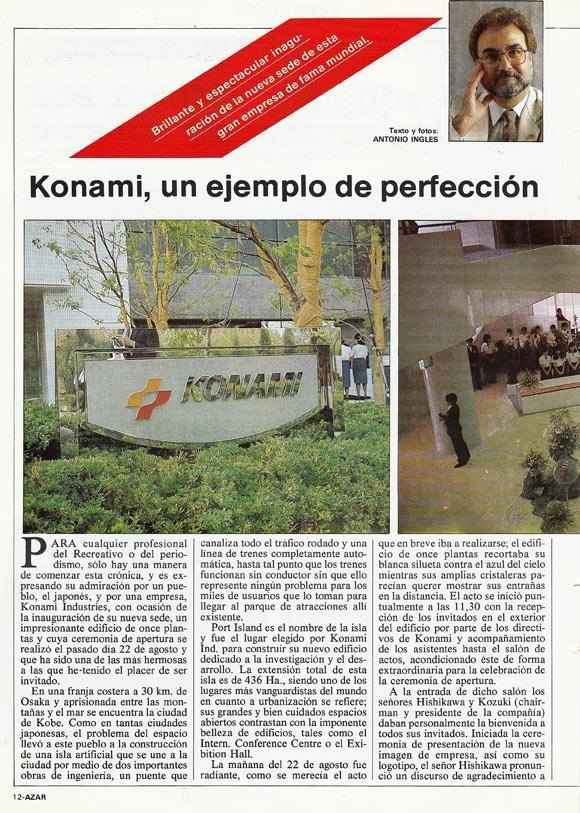 Brillante y espectacular inagu-
ración de la nueva sede de esta
gran empresa de fama mundial.
Texto y fotos:
ANTONIO INGLES
Konami, un ejemplo de perfección
KONAMI
PARA cualquier profesional
del Recreativo o del perio-
dismo, sólo hay una manera
de comenzar esta crónica, y es ex-
presando su admiración por un pue-
blo, el japonés, y por una empresa,
Konami Industries, con ocasión de
la inauguración de su nueva sede, un
impresionante edificio de once plan-
tas y cuya ceremonia de apertura se
realizó el pasado día 22 de agosto y
que ha sido una de las más hermosas
a las que he-tenido el placer de ser
invitado.
En una franja costera a 30 km. de
Osaka y aprisionada entre las mon-
tañas y el mar se encuentra la ciudad
de Kobe. Como en tantas ciudades
japonesas, el problema del espacio
llevó a este pueblo a la construcción
de una isla artificial que se une a la
ciudad por medio de dos importantes
obras de ingeniería, un puente que
canaliza todo el tráfico rodado y una
línea de trenes completamente auto-
mática, hasta tal punto que los trenes
funcionan sin conductor sin que ello
represente ningún problema para los
miles de usuarios que lo toman para
llegar al parque de atracciones allí
existente.
Port Island es el nombre de la isla
y fue el lugar elegido por Konami
Ind. para construir su nuevo edificio
dedicado a la investigación y el des-
arrollo. La extensión total de esta
isla es de 436 Ha., siendo uno de los
lugares más vanguardistas del mundo
en cuanto a urbanización se refiere;
sus grandes y bien cuidados espacios
abiertos contrastan con la imponente
belleza de edificios, tales como el
Intern. Conference Centre o el Exi-
bition Hall.
La mañana del 22 de agosto fue
radiante, como se merecía el acto
que en breve iba a realizarse; el edifi-
cio de once plantas recortaba su
blanca silueta contra el azul del cielo
mientras sus amplias cristaleras pa-
recían querer mostrar sus entrañas
en la distancia. El acto se inició pun-
tualmente a las 11,30 con la recep-
ción de los invitados en el exterior
del edificio por parte de los directi-
vos de Konami y acompañamiento
de los asistentes hasta el salón de
actos, acondicionado éste de forma
extraordinaria para la celebración de
la ceremonia de apertura.
A la entrada de dicho salón los
señores Hishikawa y Kozuki (chair-
man y presidente de la compañía)
daban personalmente la bienvenida a
todos sus invitados. Iniciada la cere-
monia de presentación de la nueva
imagen de empresa, así como su
logotipo, el señor Hishikawa pronun-
ció un discurso de agradecimiento a
12-AZAR